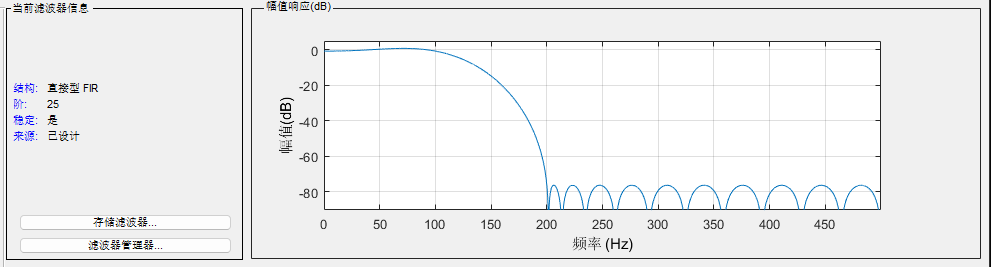 当前滤波器信息
结构: 直接型 FIR
阶: 25
稳定: 是
来源: 已设计
存储滤波器...
滤波器管理器...
幅值响应(dB)
幅值(dB)
0
-20
-40
-60
-80
0 50 100 150 200 250 300 350 400 450
频率 (Hz)